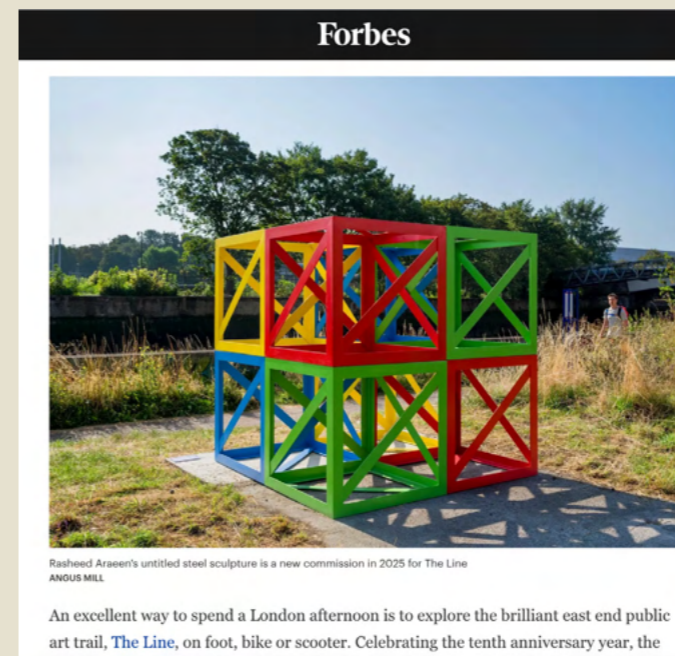 Forbes
Rasheed Araeen's untitled steel sculpture is a new commission in 2025 for The Line
ANGUS MILL
An excellent way to spend a London afternoon is to explore the brilliant east end public
art trail, The Line, on foot, bike or scooter. Celebrating the tenth anniversary year, the